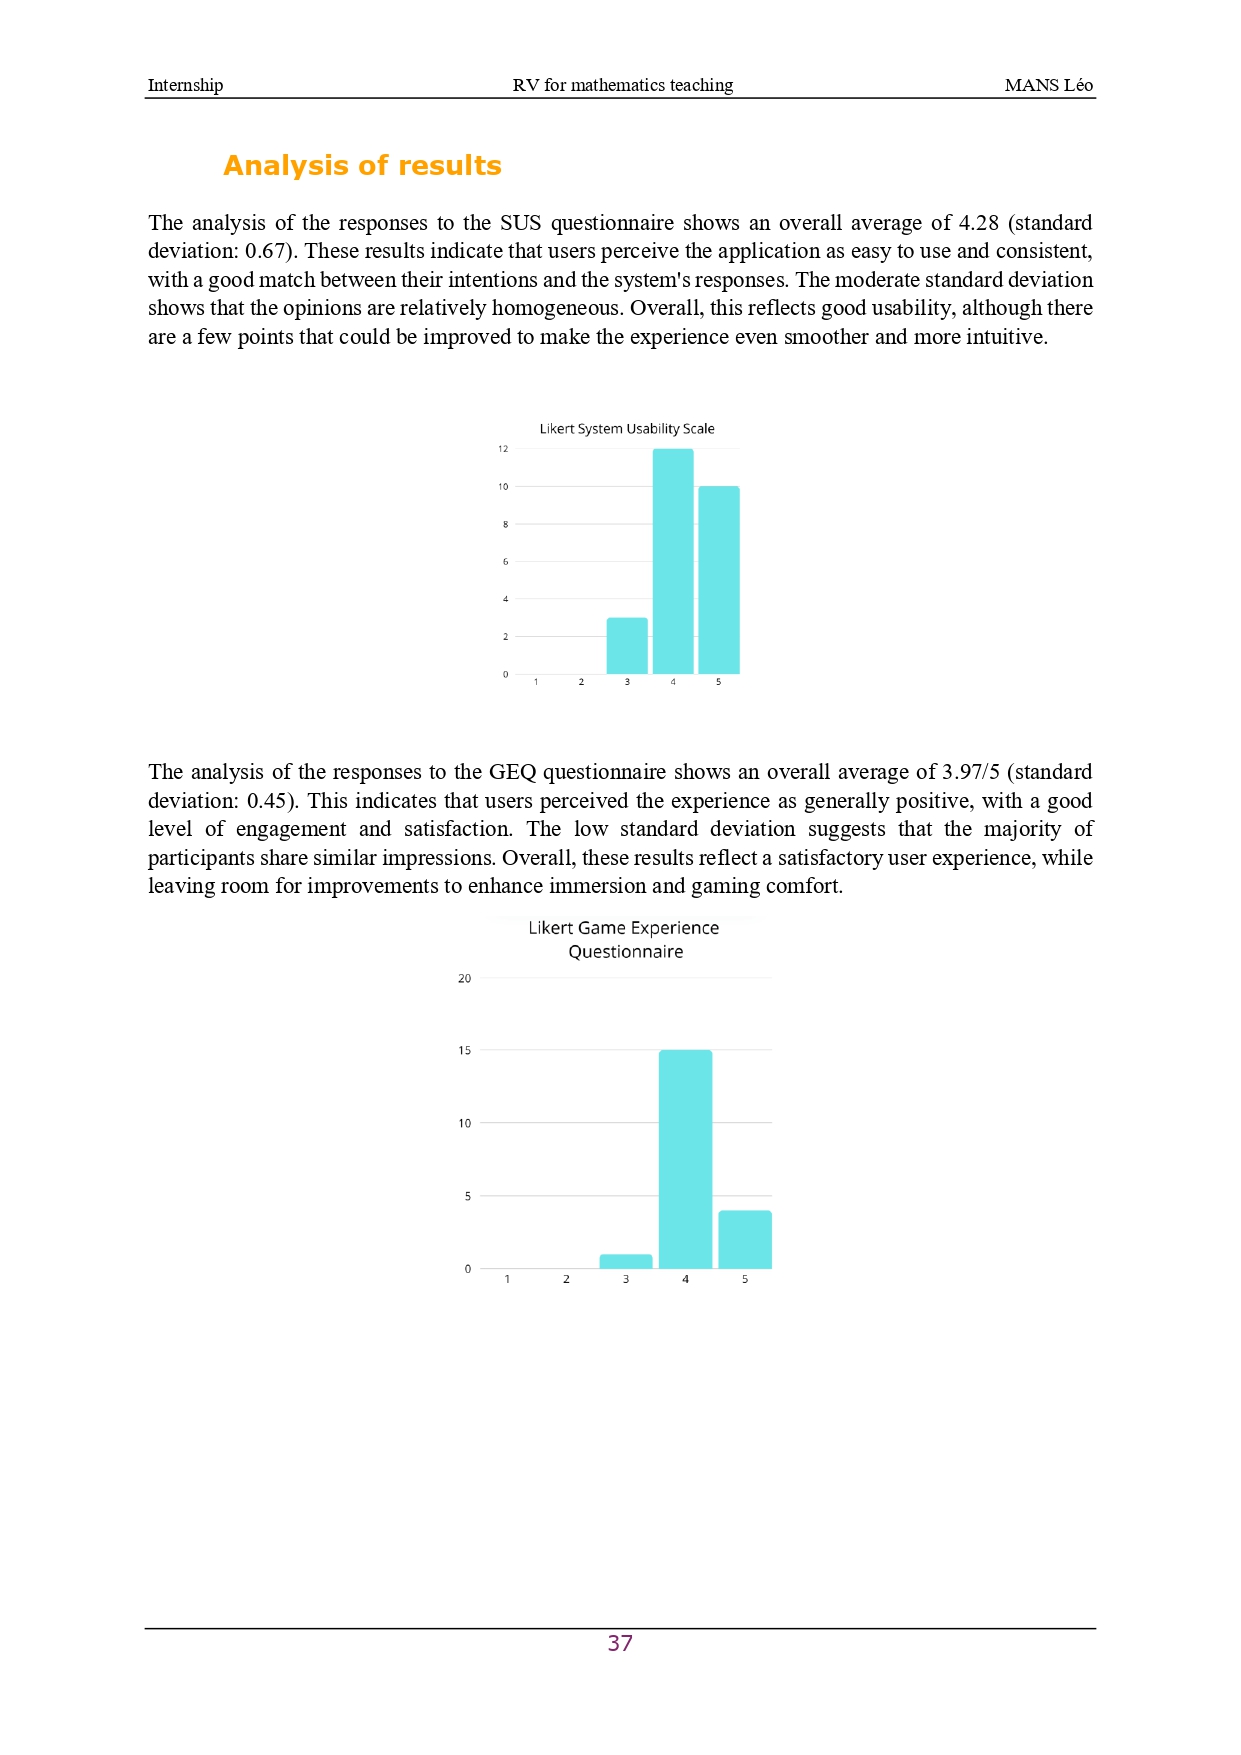 Internship RV for mathematics teaching MANS Léo
Analysis of results
The analysis of the responses to the SUS questionnaire shows an overall average of 4.28 (standard
deviation: 0.67). These results indicate that users perceive the application as easy to use and consistent,
with a good match between their intentions and the system's responses. The moderate standard deviation
shows that the opinions are relatively homogeneous. Overall, this reflects good usability, although there
are a few points that could be improved to make the experience even smoother and more intuitive.
Likert System Usability Scale
12
10
8
6
4
2
0
1 2 3 4 5
The analysis of the responses to the GEQ questionnaire shows an overall average of 3.97/5 (standard
deviation: 0.45). This indicates that users perceived the experience as generally positive, with a good
level of engagement and satisfaction. The low standard deviation suggests that the majority of
participants share similar impressions. Overall, these results reflect a satisfactory user experience, while
leaving room for improvements to enhance immersion and gaming comfort.
Likert Game Experience
Questionnaire
20
15
10
5
0
1 2 3 4 5
37